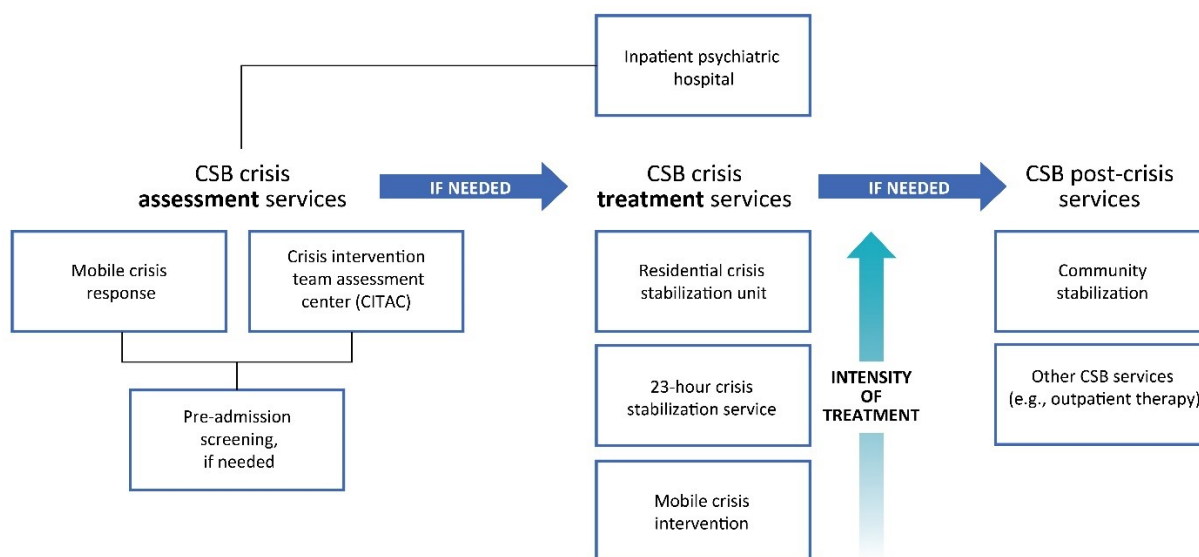 Inpatient psychiatric
hospital
CSB crisis
assessment services
IF NEEDED
CSB crisis
treatment services
IF NEEDED
CSB post-crisis
services
Mobile crisis
response
Crisis intervention
team assessment
center (CITAC)
Pre-admission
screening,
if needed
Residential crisis
stabilization unit
23-hour crisis
stabilization service
Mobile crisis
intervention
INTENSITY
OF
TREATMENT
Community
stabilization
Other CSB services
(e.g., outpatient therapy)